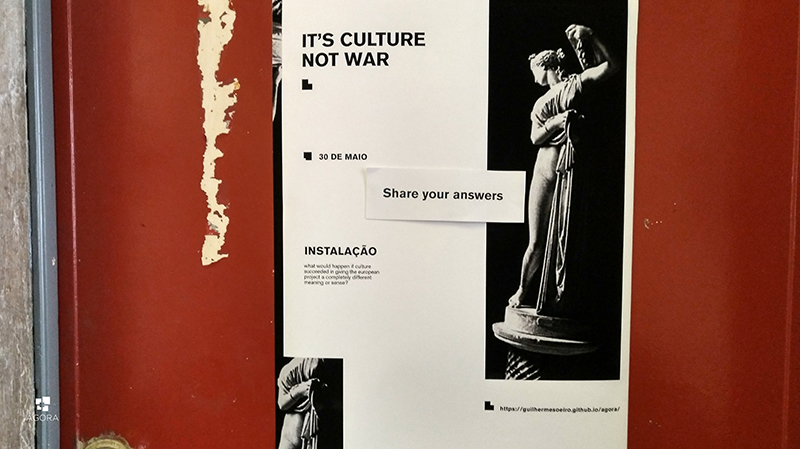 IT'S CULTURE
NOT WAR
30 DE MAIO
Share your answers
INSTALAÇÃO
what would happen if culture
succeeded in giving the european
project a completely different
meaning or sense?
https://guilhermesoeiro.github.io/agora/
AGORA